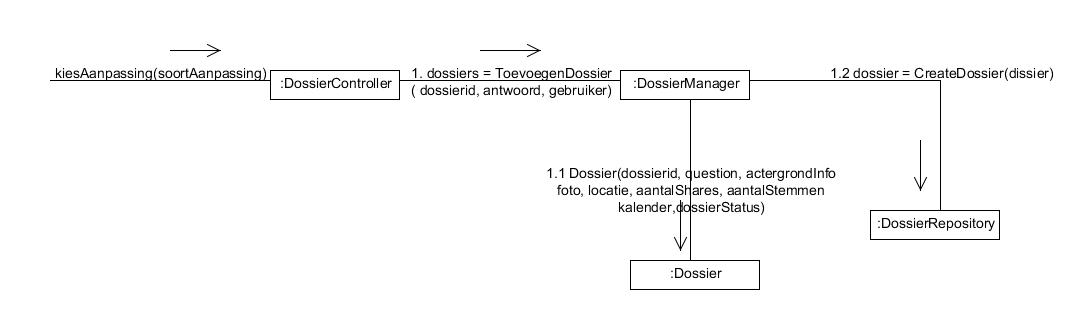 kiesAanpassing(soortAanpassing)
:DossierController
1. dossiers = ToevoegenDossier
( dossierid, antwoord, gebruiker)
:DossierManager
1.2 dossier = CreateDossier(dissier)
1.1 Dossier(dossierid, question, actergrondInfo
foto, locatie, aantalShares, aantalStemmen
kalender,dossierStatus)
:DossierRepository
:Dossier